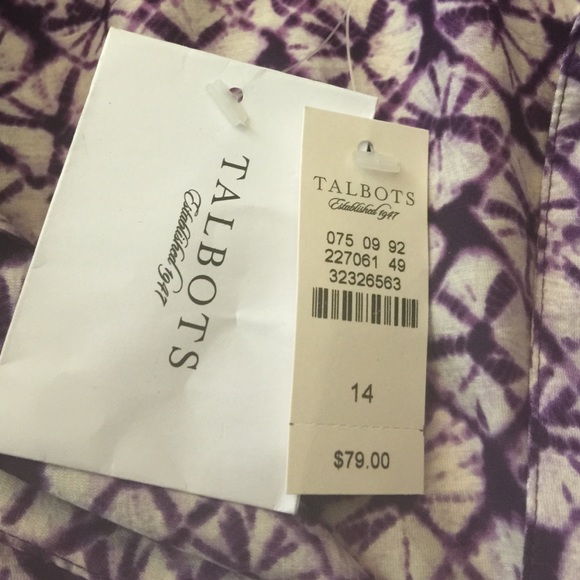 TALBOTS
Established 1947
TALBOTS
Established 1947
075 09 92
227061 49
32326563
14
$79.00